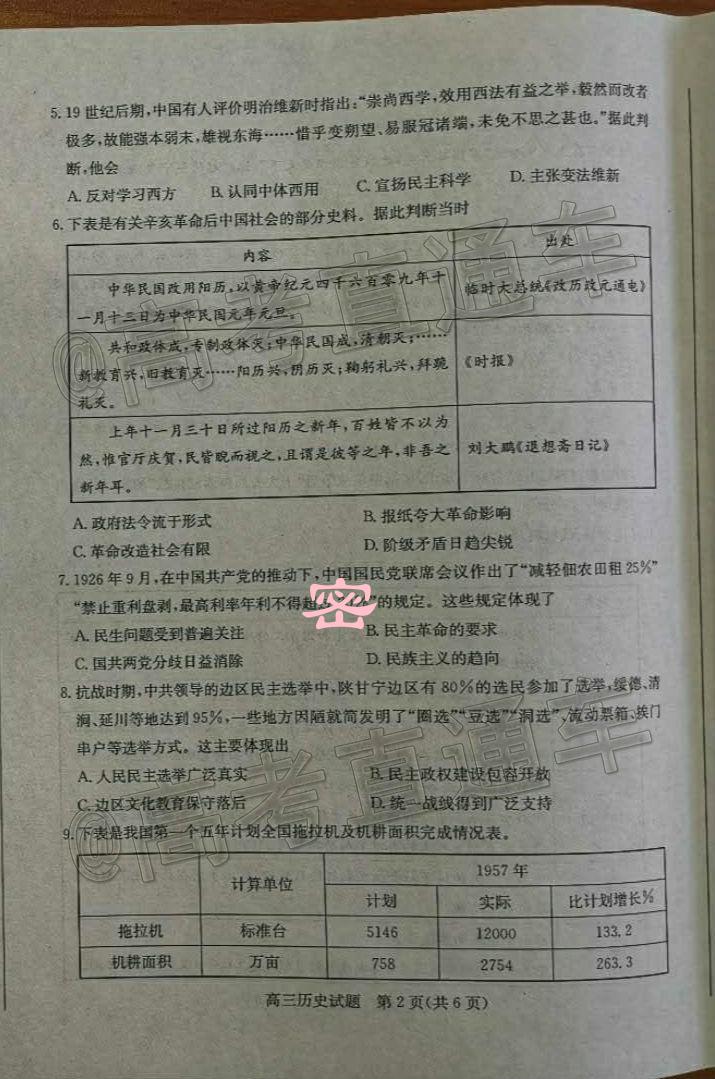 5. 19世纪后期，中国有人评价明治维新时指出：“崇尚西学，效用西法有益之举，毅然而改者
极多，故能强本弱末，雄视东海……惜乎变朔望、易服冠诸端，未免不思之甚也。”据此判
断，他会
A. 反对学习西方 B. 认同中体西用 C. 宣扬民主科学 D. 主张变法维新
6. 下表是有关辛亥革命后中国社会的部分史料。据此判断当时
内容 出处
中华民国改用阳历，以黄帝纪元四千六百零九年十
一月十三日为中华民国元年元旦。
临时大总统《改历改元通电》
共和政体成，专制政体灭；中华民国成，清朝灭；……
新教育兴，旧教育灭……阳历兴，阴历灭；鞠躬礼兴，拜跪
礼灭。
《时报》
上年十一月三十日所过阳历之新年，百姓皆不以为
然，惟官厅庆贺，民皆睨而视之，且谓是彼等之年，非吾之
新年耳。
刘大鹏《退想斋日记》
A. 政府法令流于形式 B. 报纸夸大革命影响
C. 革命改造社会有限 D. 阶级矛盾日趋尖锐
7. 1926年9月，在中国共产党的推动下，中国国民党联席会议作出了“减轻佃农田租25%”
“禁止重利盘剥，最高利率年利不得超过 %”的规定。这些规定体现了
密
A. 民生问题受到普遍关注 B. 民主革命的要求
C. 国共两党分歧日益消除 D. 民族主义的趋向
8. 抗战时期，中共领导的边区民主选举中，陕甘宁边区有80%的选民参加了选举，绥德、清
涧、延川等地达到95%，一些地方因陋就简发明了“圈选”“豆选”“洞选”、流动票箱、挨门
串户等选举方式。这主要体现出
A. 人民民主选举广泛真实 B. 民主政权建设包容开放
C. 边区文化教育保守落后 D. 统一战线得到广泛支持
9. 下表是我国第一个五年计划全国拖拉机及机耕面积完成情况表。
计算单位 1957年
计划 实际 比计划增长%
拖拉机 标准台 5146 12000 133.2
机耕面积 万亩 758 2754 263.3
高三历史试题 第2页(共6页)
@高考直通车
@高考直通车